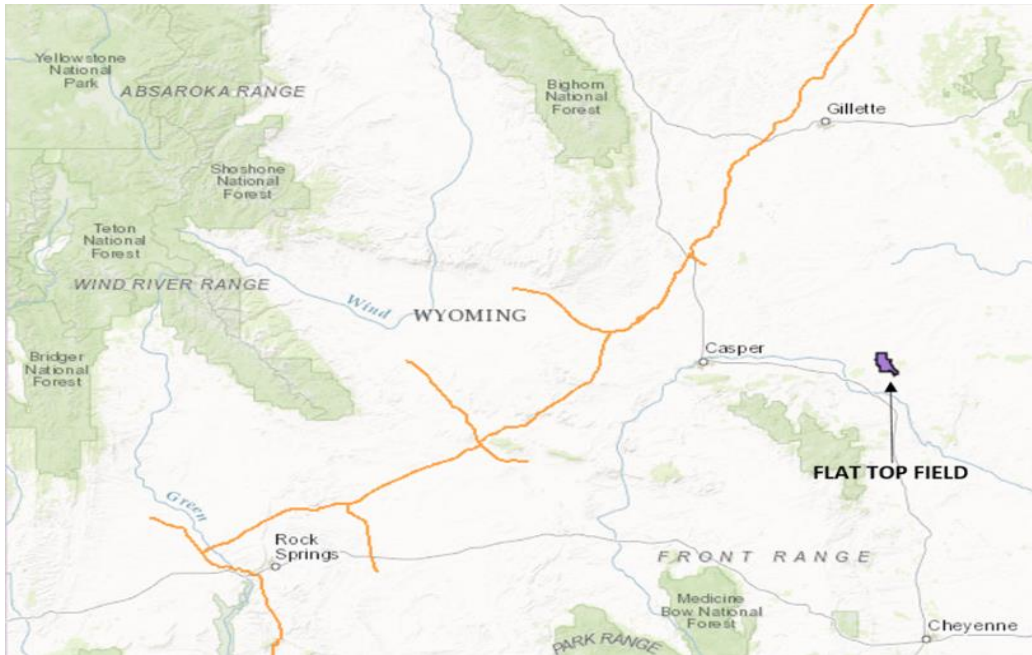 Yellowstone
National
Park
ABSAROKA RANGE
Bighorn
National
Forest
Gillette
Shoshone
National
Forest
Teton
National
Forest
WIND RIVER RANGE
Wind
WYOMING
Bridger
National
Forest
Casper
FLAT TOP FIELD
Green
Rock
Springs
FRONT RANGE
Medicine
Bow National
Forest
Cheyenne
PARK RANGE